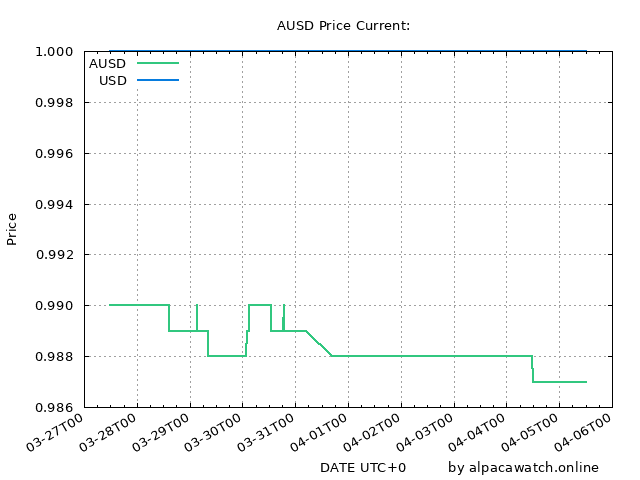 AUSD Price Current:
1.000
AUSD
USD
0.998
0.996
0.994
0.992
0.990
0.988
0.986
Price
03-27T00
03-28T00
03-29T00
03-30T00
03-31T00
04-01T00
04-02T00
04-03T00
04-04T00
04-05T00
04-06T00
DATE UTC+0
by alpacawatch.online